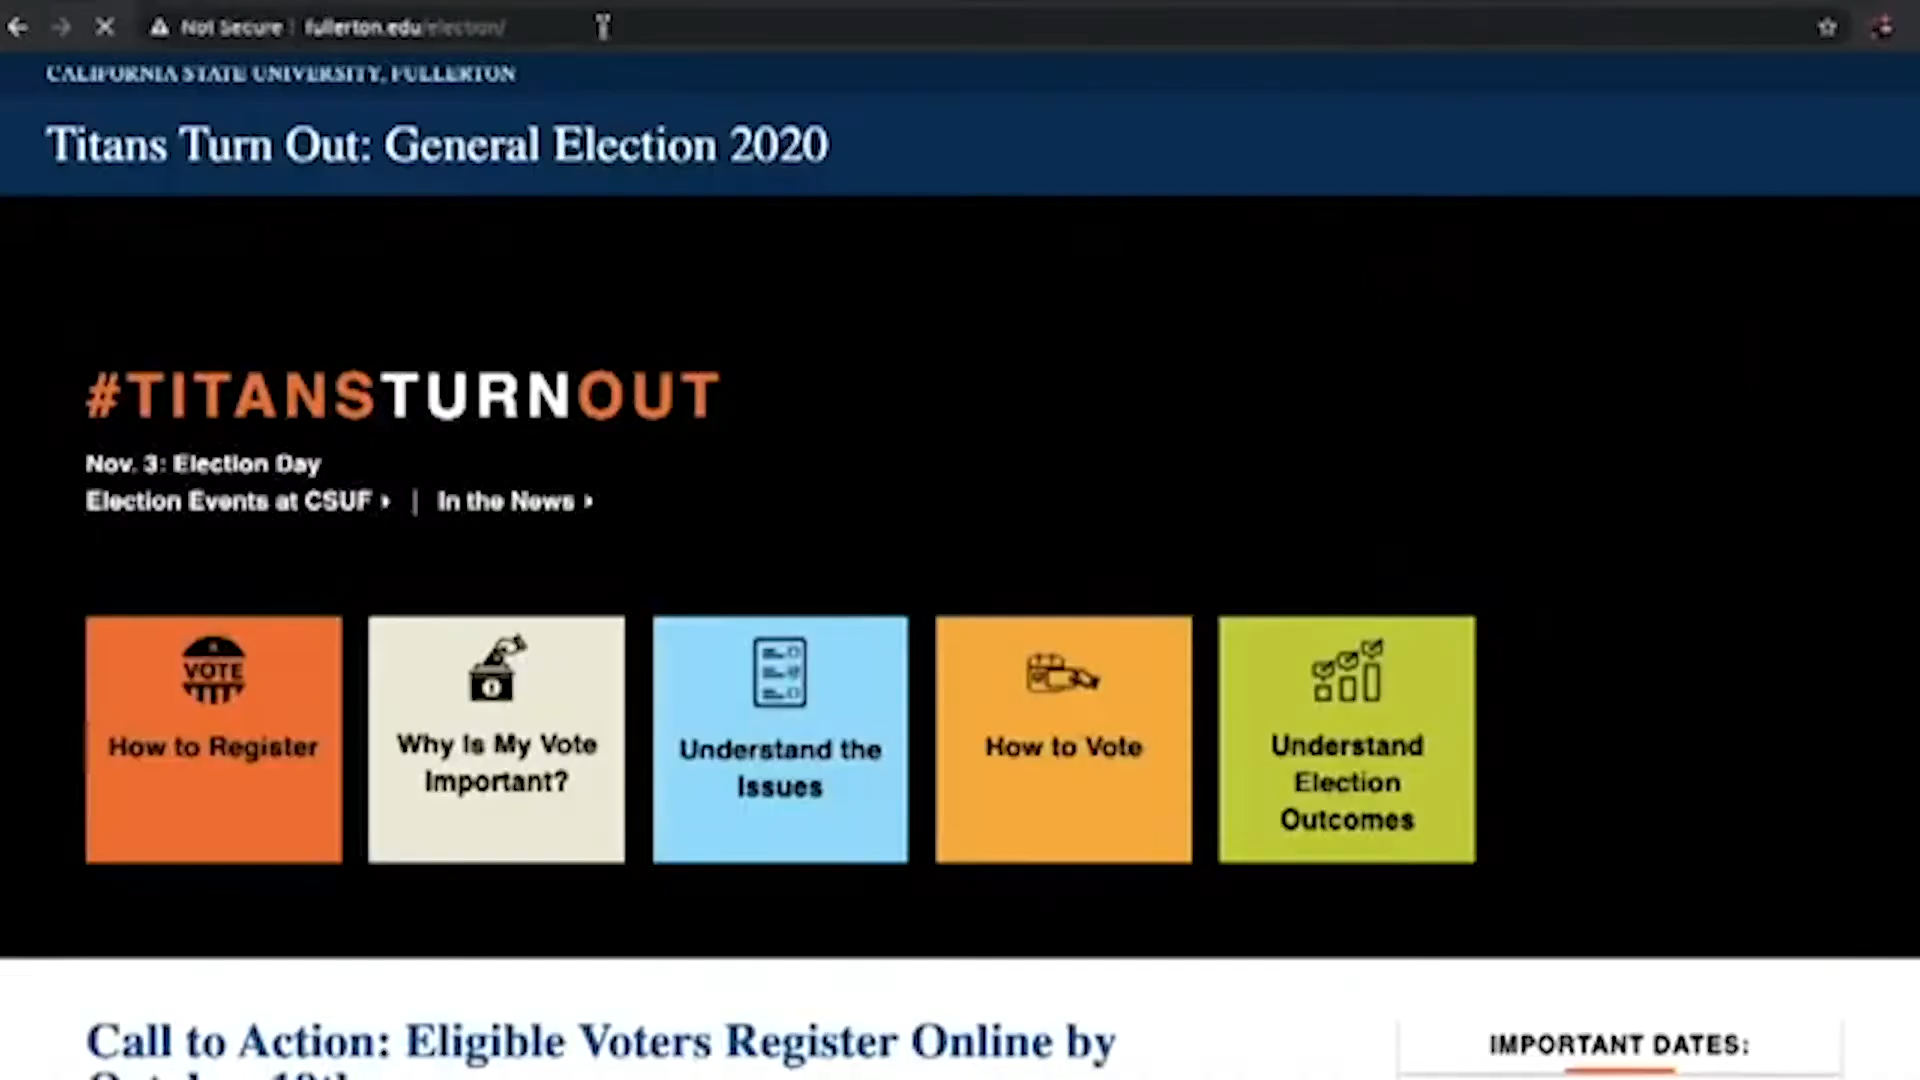 Not Secure | fullerton.edu/election/
CALIFORNIA STATE UNIVERSITY, FULLERTON
Titans Turn Out: General Election 2020
#TITANSTURNOUT
Nov. 3: Election Day
Election Events at CSUF | In the News
VOTE
How to Register
Why Is My Vote
Important?
Understand the
Issues
How to Vote
Understand
Election
Outcomes
Call to Action: Eligible Voters Register Online by
IMPORTANT DATES: